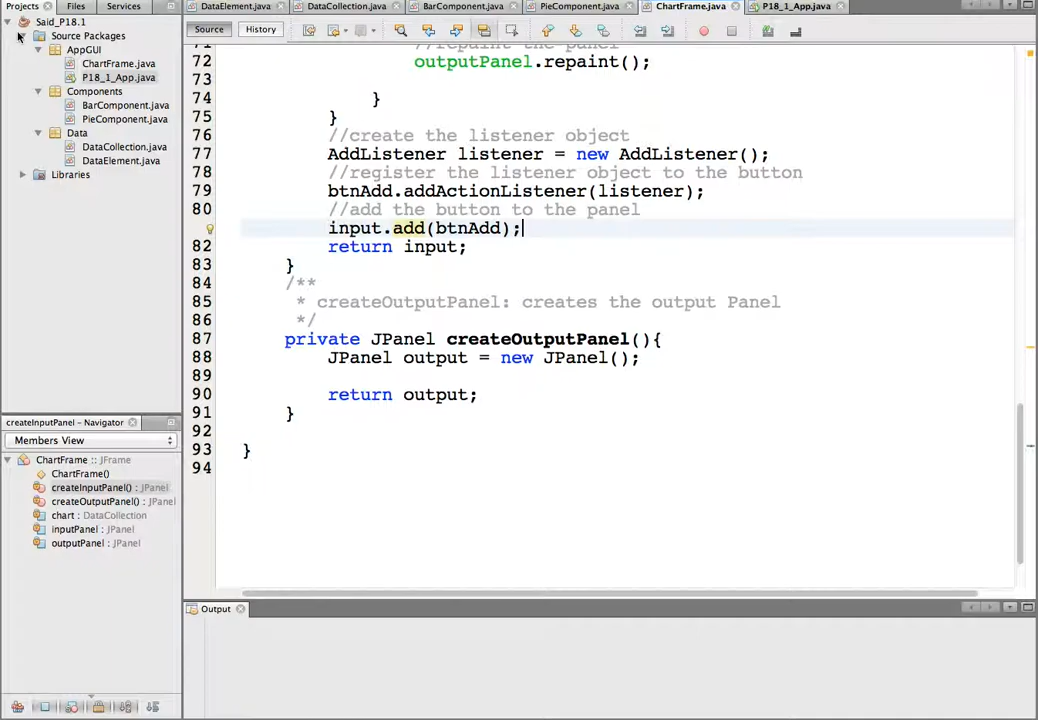 Projects
Files
Services
DataElement.java
DataCollection.java
BarComponent.java
PieComponent.java
ChartFrame.java
P18_1_App.java
Said_P18.1
Source Packages
AppGUI
ChartFrame.java
P18_1_App.java
Components
BarComponent.java
PieComponent.java
Data
DataCollection.java
DataElement.java
Libraries
Source
History
71 //repaint the panel
72 outputPanel.repaint();
73
74 }
75 }
76 //create the listener object
77 AddListener listener = new AddListener();
78 //register the listener object to the button
79 btnAdd.addActionListener(listener);
80 //add the button to the panel
input.add(btnAdd);
82 return input;
83 }
84 /**
85 * createOutputPanel: creates the output Panel
86 */
87 private JPanel createOutputPanel(){
88 JPanel output = new JPanel();
89
90 return output;
91 }
92
93 }
94
createInputPanel - Navigator
Members View
ChartFrame :: JFrame
ChartFrame()
createInputPanel() : JPanel
createOutputPanel() : JPanel
chart : DataCollection
inputPanel : JPanel
outputPanel : JPanel
Output